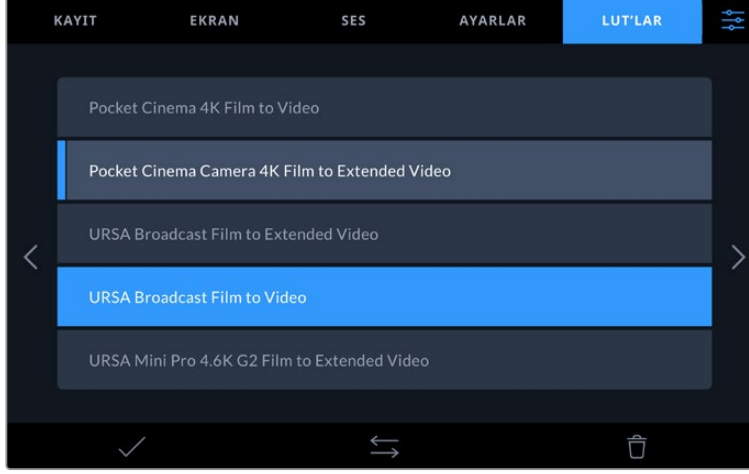 KAYIT EKRAN SES AYARLAR LUT'LAR
Pocket Cinema 4K Film to Video
Pocket Cinema Camera 4K Film to Extended Video
URSA Broadcast Film to Extended Video
URSA Broadcast Film to Video
URSA Mini Pro 4.6K G2 Film to Extended Video